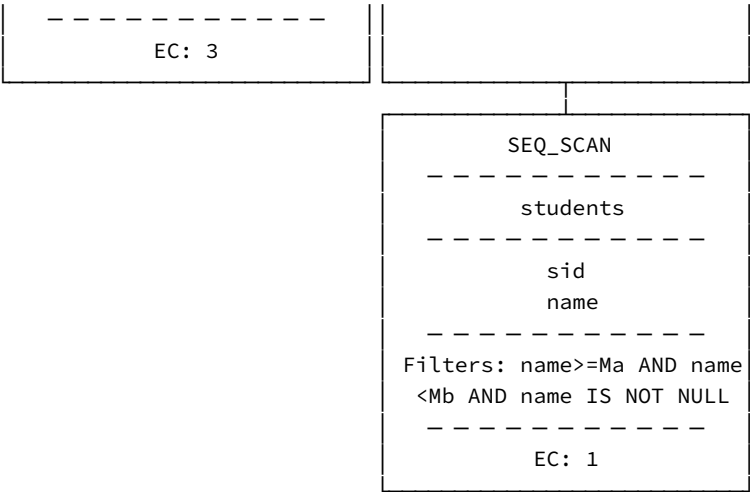 EC: 3
SEQ_SCAN
students
sid
name
Filters: name>=Ma AND name
<Mb AND name IS NOT NULL
EC: 1